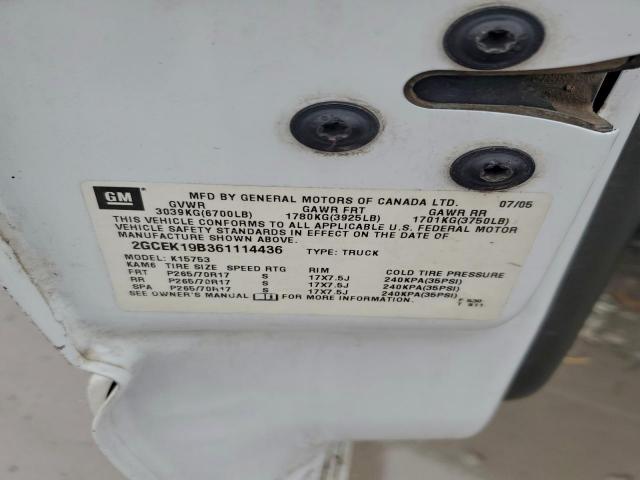 GM MFD BY GENERAL MOTORS OF CANADA LTD. 07/05
GVWR GAWR FRT GAWR RR
3039KG(6700LB) 1780KG(3925LB) 1701KG(3750LB)
THIS VEHICLE CONFORMS TO ALL APPLICABLE U.S. FEDERAL MOTOR
VEHICLE SAFETY STANDARDS IN EFFECT ON THE DATE OF
MANUFACTURE SHOWN ABOVE.
2GCEK19B361114436 TYPE: TRUCK
MODEL: K15753
KAM6 TIRE SIZE SPEED RTG RIM COLD TIRE PRESSURE
FRT P265/70R17 S 17X7.5J 240KPA(35PSI)
RR P265/70R17 S 17X7.5J 240KPA(35PSI)
SPA P265/70R17 S 17X7.5J 240KPA(35PSI)
SEE OWNER'S MANUAL FOR ADDITIONAL INFORMATION.